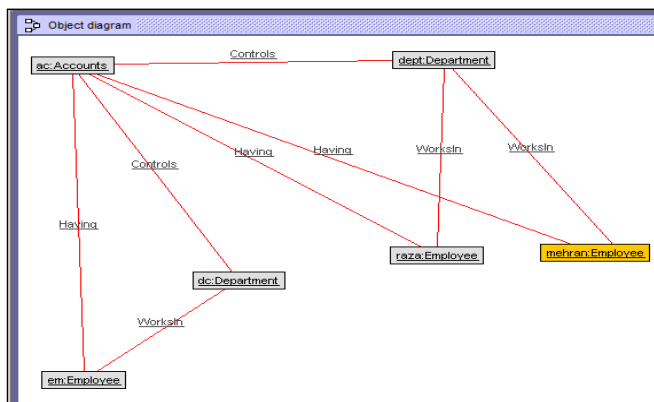 Object diagram
Controls
dept:Department
ac:Accounts
Having
Having
WorksIn
WorksIn
Controls
Having
raza:Employee
mehran:Employee
dc:Department
WorksIn
em:Employee